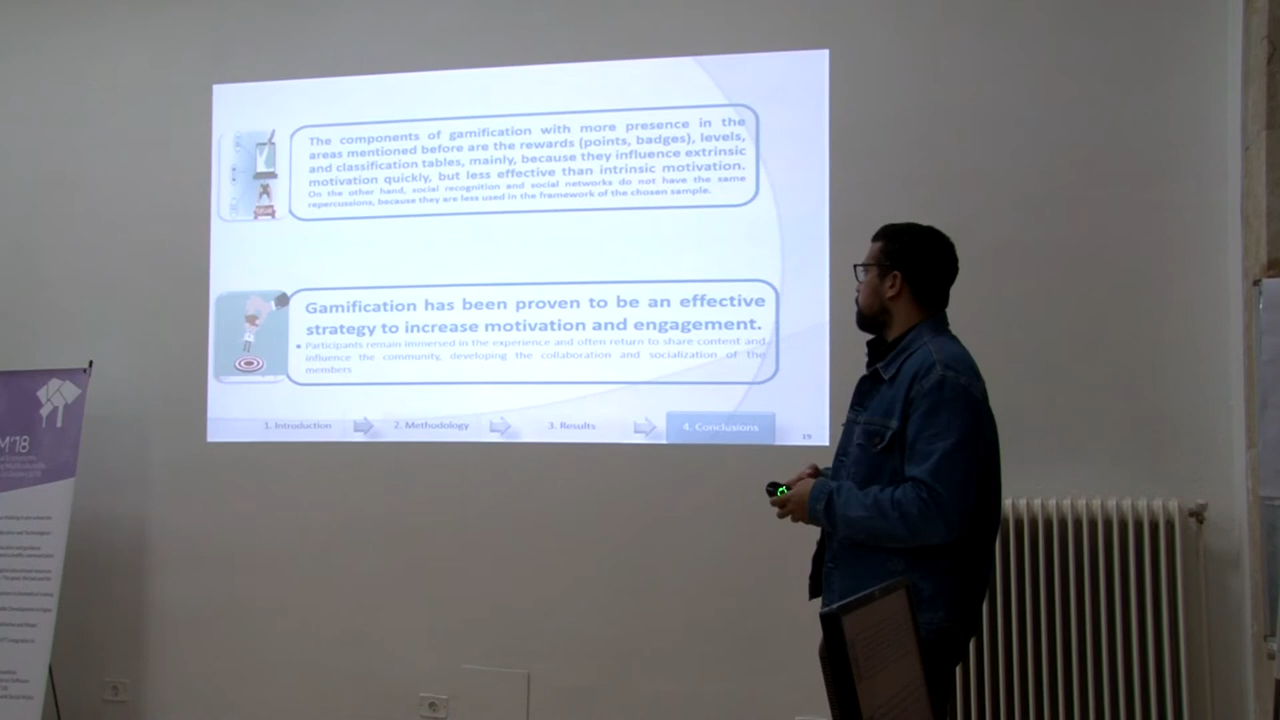 The components of gamification with more presence in the
areas mentioned before are the rewards (points, badges), levels,
and classification tables, mainly, because they influence extrinsic
motivation quickly, but less effective than intrinsic motivation.
On the other hand, social recognition and social networks do not have the same
repercussions, because they are less used in the framework of the chosen sample.
Gamification has been proven to be an effective
strategy to increase motivation and engagement.
• Participants remain immersed in the experience and often return to share content and
influence the community, developing the collaboration and socialization of the
members
1. Introduction
2. Methodology
3. Results
4. Conclusions
19
M'18